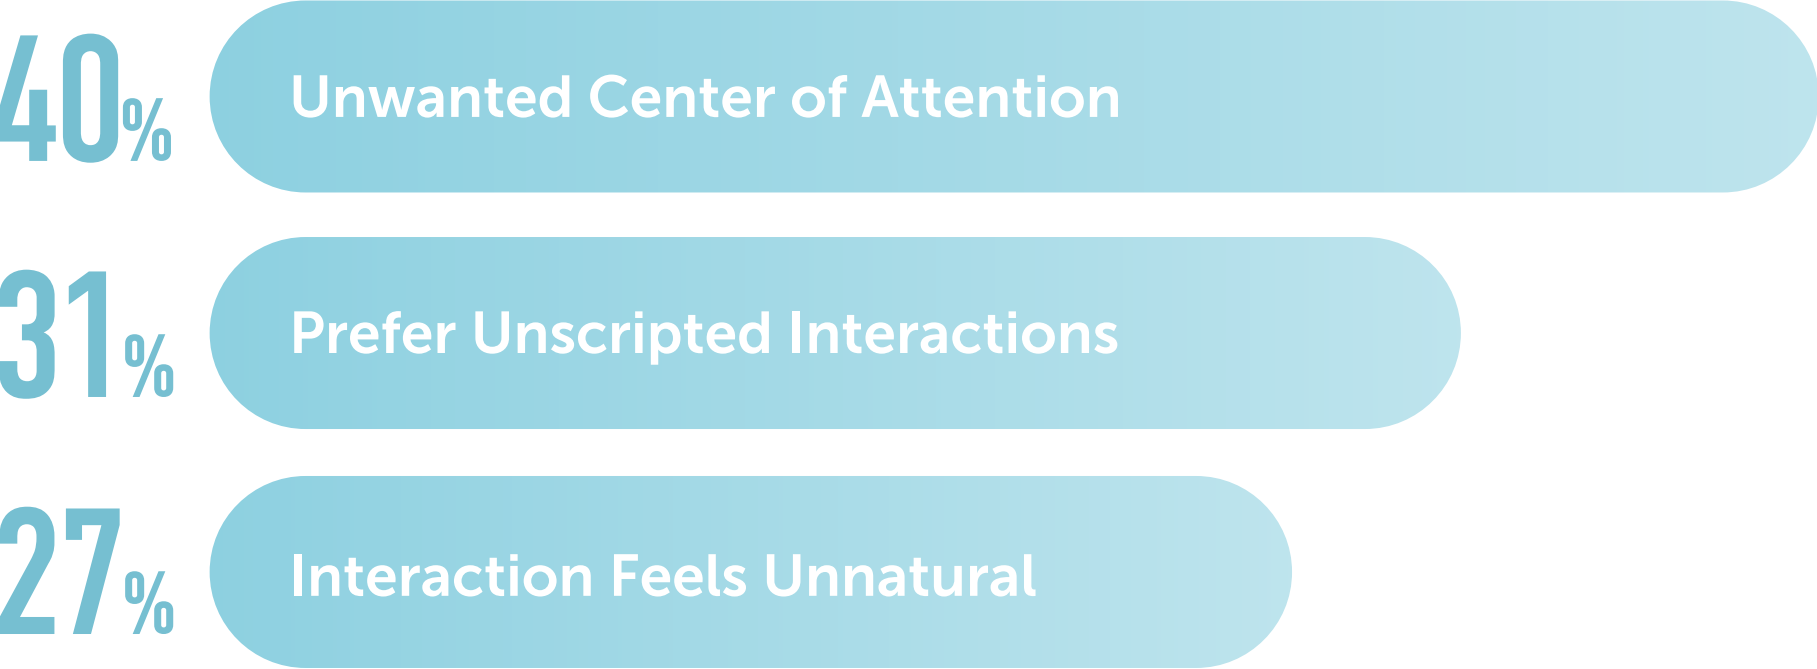 40% Unwanted Center of Attention
31% Prefer Unscripted Interactions
27% Interaction Feels Unnatural